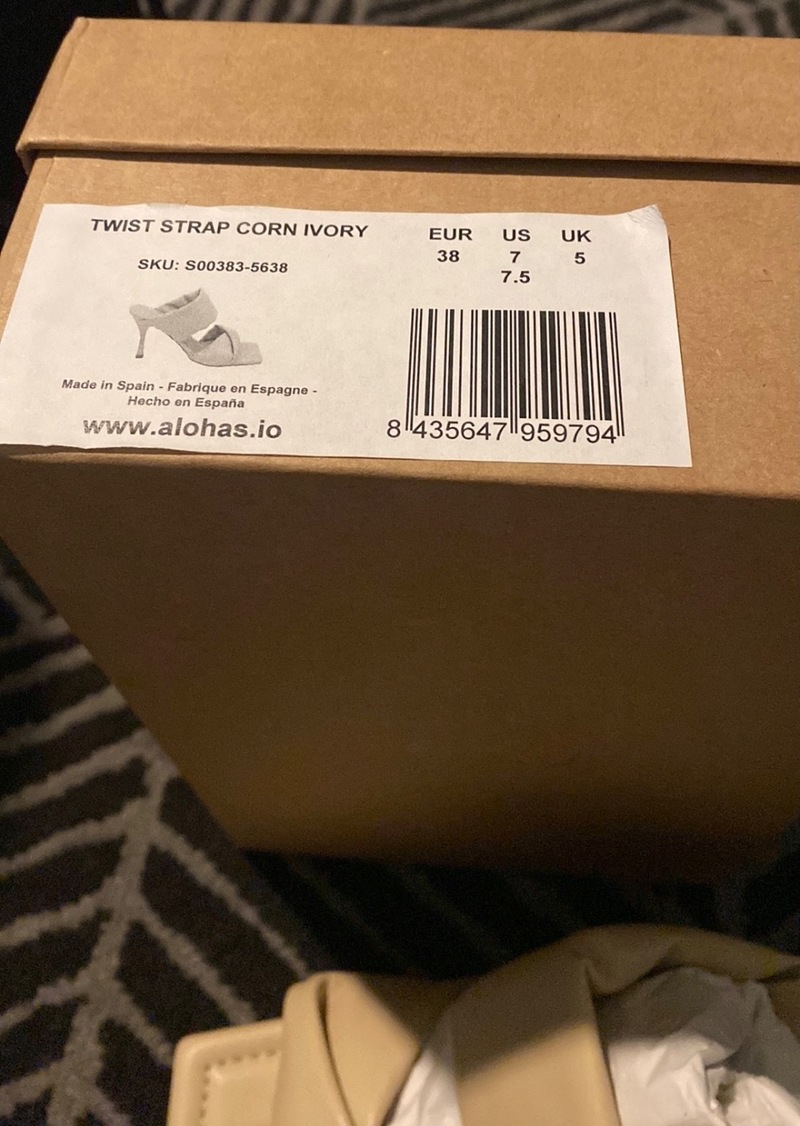 TWIST STRAP CORN IVORY
SKU: S00383-5638
Made in Spain - Fabrique en Espagne -
Hecho en España
www.alohas.io
EUR US UK
38 7 5
7.5
8 435647 959794